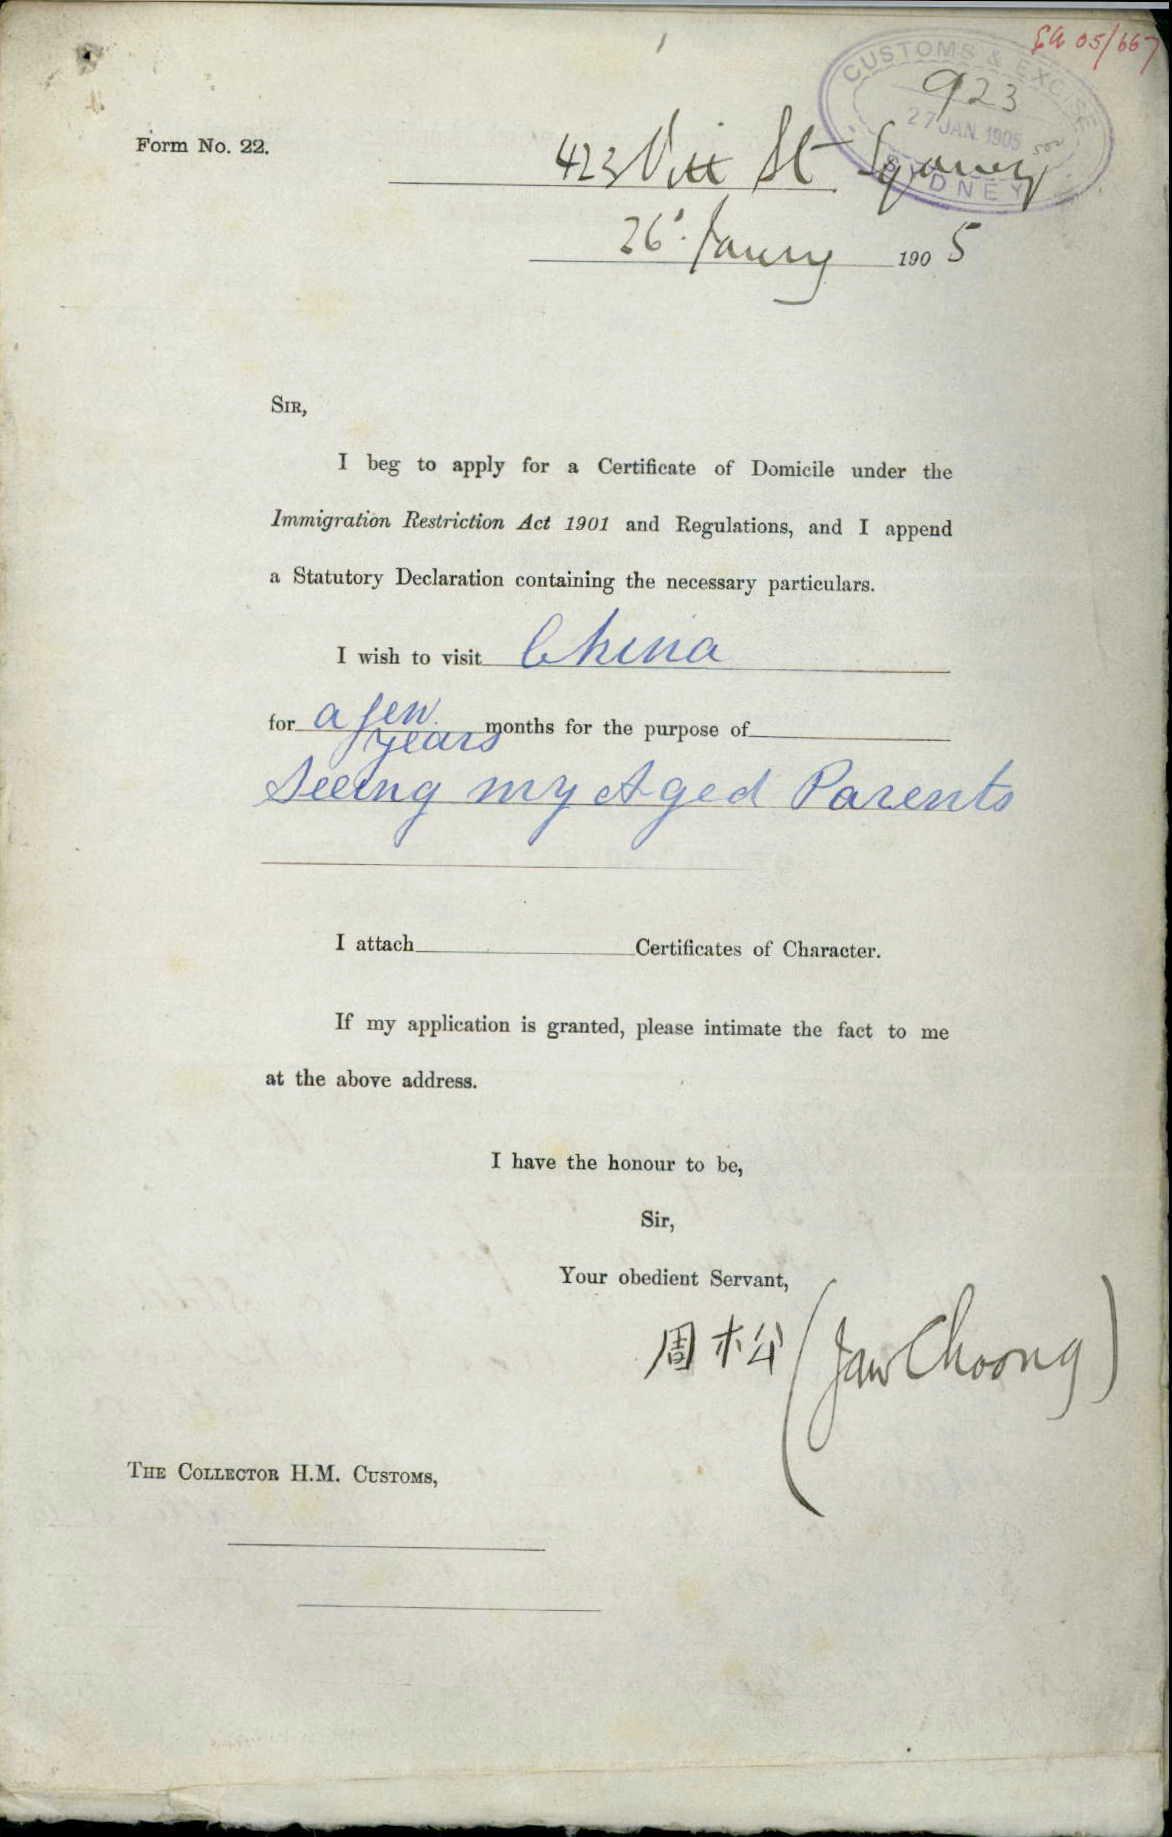 EA 05/667
CUSTOMS & EXCISE
923
27 JAN. 1905
SYDNEY
Form No. 22.
423 Pitt St Sydney
26 January 1905
SIR,
I beg to apply for a Certificate of Domicile under the
Immigration Restriction Act 1901 and Regulations, and I append
a Statutory Declaration containing the necessary particulars.
I wish to visit China
for a few years months for the purpose of
Seeing my Aged Parents
I attach Certificates of Character.
If my application is granted, please intimate the fact to me
at the above address.
I have the honour to be,
Sir,
Your obedient Servant,
周松 (Jaw Choong)
THE COLLECTOR H.M. CUSTOMS,